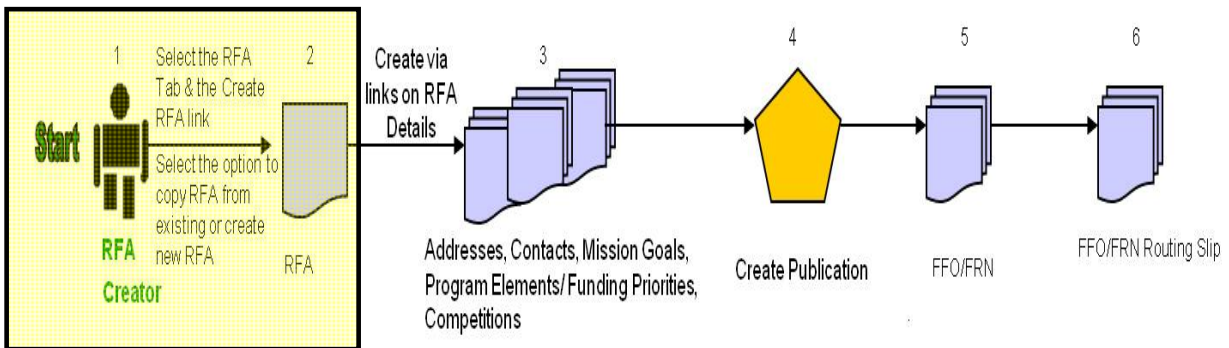 1
Select the RFA
Tab & the Create
RFA link
Start
Select the option to
copy RFA from
existing or create
new RFA
RFA
Creator
2
RFA
Create via
links on RFA
Details
3
Addresses, Contacts, Mission Goals,
Program Elements/ Funding Priorities,
Competitions
4
Create Publication
5
FFO/FRN
6
FFO/FRN Routing Slip